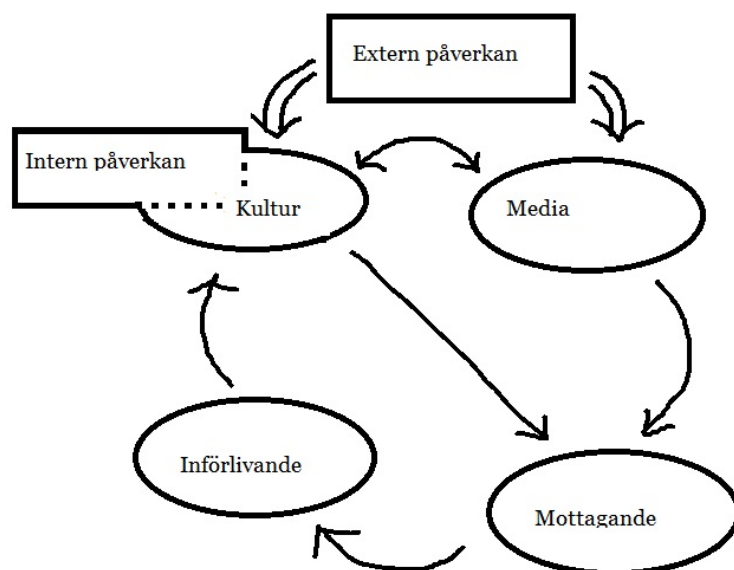 Extern påverkan
Intern påverkan
Kultur
Media
Införlivande
Mottagande